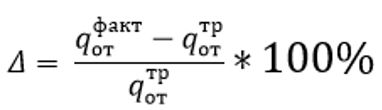 Δ = (q_от^факт − q_от^тр) / q_от^тр * 100%